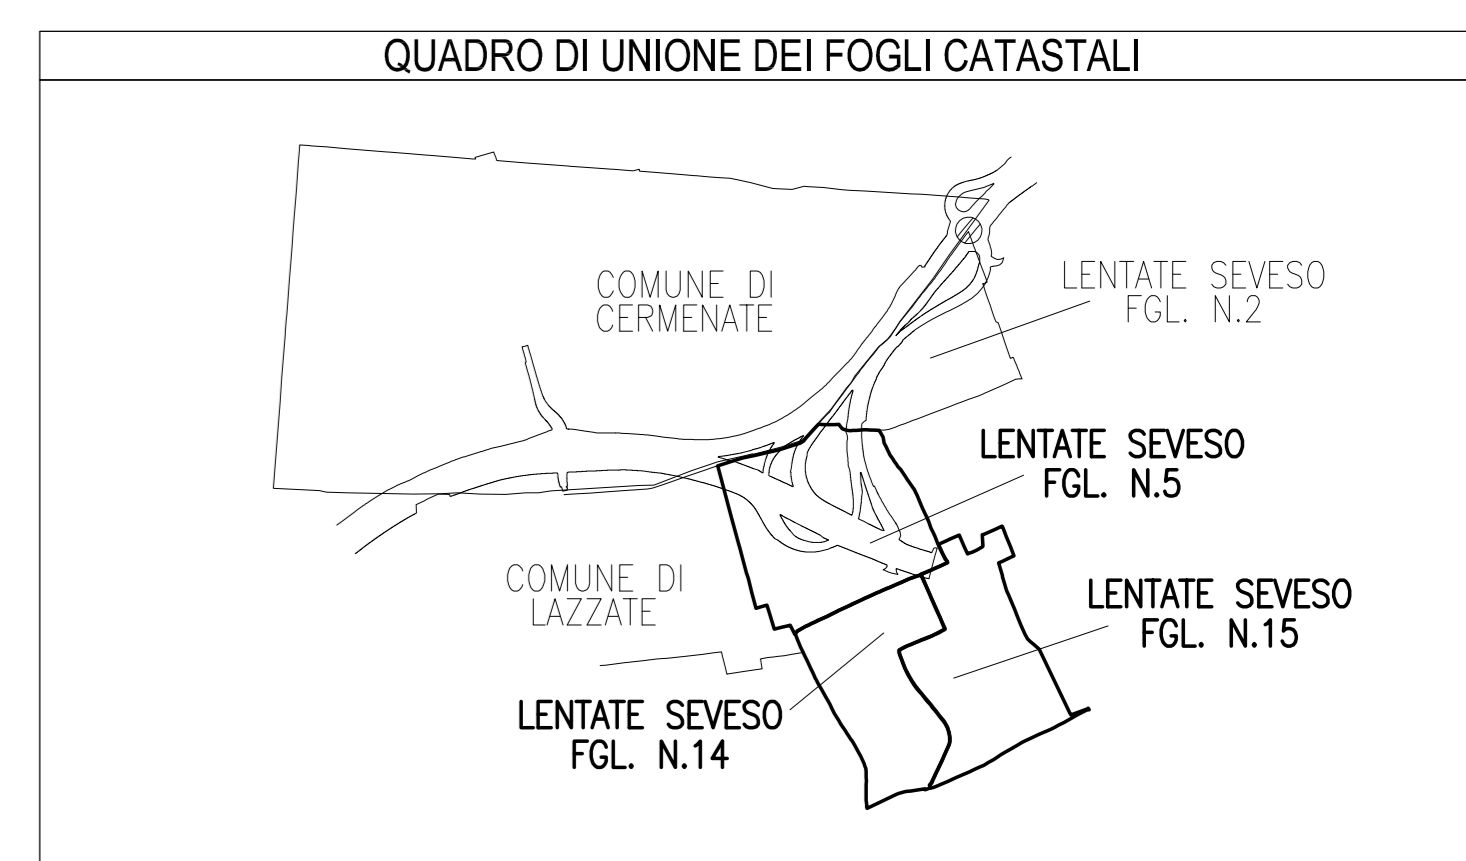 QUADRO DI UNIONE DEI FOGLI CATASTALI
COMUNE DI
CERMENATE
LENTATE SEVESO
FGL. N.2
LENTATE SEVESO
FGL. N.5
COMUNE DI
LAZZATE
LENTATE SEVESO
FGL. N.15
LENTATE SEVESO
FGL. N.14